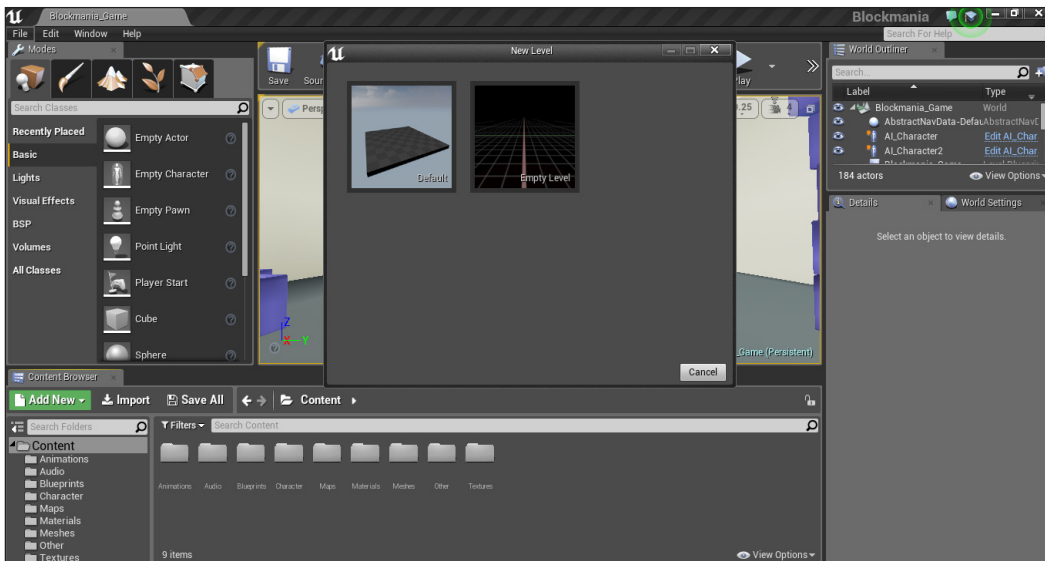 Blockmania_Game
Blockmania
File Edit Window Help
Search For Help
Modes
Search Classes
Recently Placed
Basic
Lights
Visual Effects
BSP
Volumes
All Classes
Empty Actor
Empty Character
Empty Pawn
Point Light
Player Start
Cube
Sphere
Save
New Level
Default
Empty Level
Cancel
.25
4
Z
X
Y
_Game (Persistent)
World Outliner
Search...
Label Type
Blockmania_Game World
AbstractNavData-Defau AbstractNavD
AI_Character Edit AI_Char
AI_Character2 Edit AI_Char
184 actors View Options
Details World Settings
Select an object to view details.
Content Browser
Add New Import Save All Content
Search Folders
Filters Search Content
Content
Animations
Audio
Blueprints
Character
Maps
Materials
Meshes
Other
Textures
Animations Audio Blueprints Character Maps Materials Meshes Other Textures
9 items View Options